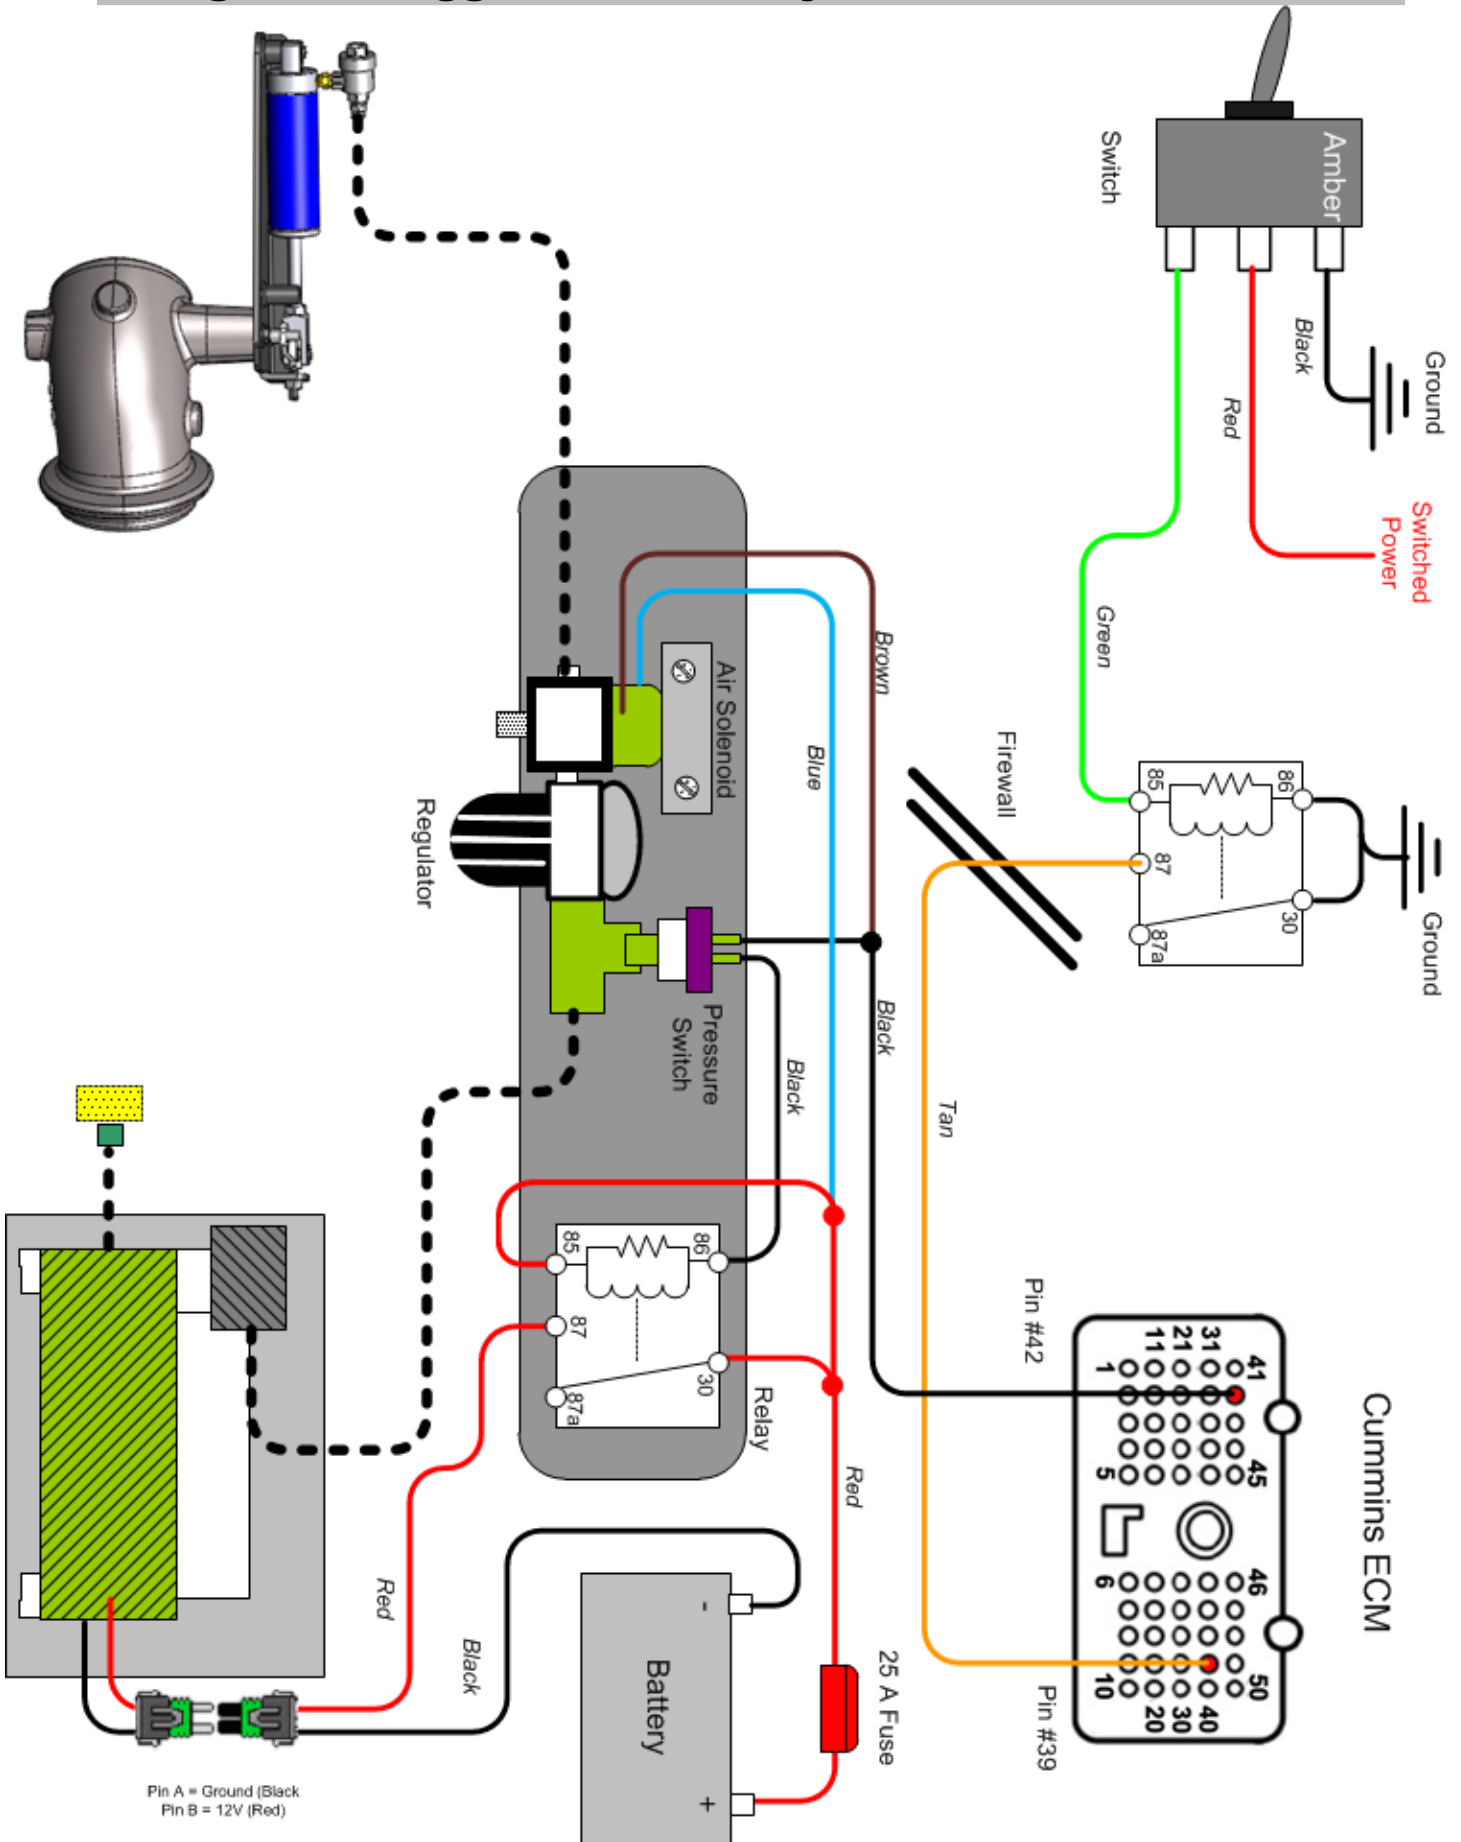 Amber
Switch
Black
Ground
Red
Switched
Power
Green
Firewall
85
86
87
30
87a
Ground
Brown
Blue
Air Solenoid
Regulator
Pressure
Switch
Black
Black
Tan
85
86
87
30
87a
Relay
Red
Pin #42
Cummins ECM
1
11
21
31
41
5
45
6
46
10
20
30
40
50
Pin #39
Red
Black
-
Battery
+
25 A Fuse
Pin A = Ground (Black
Pin B = 12V (Red)